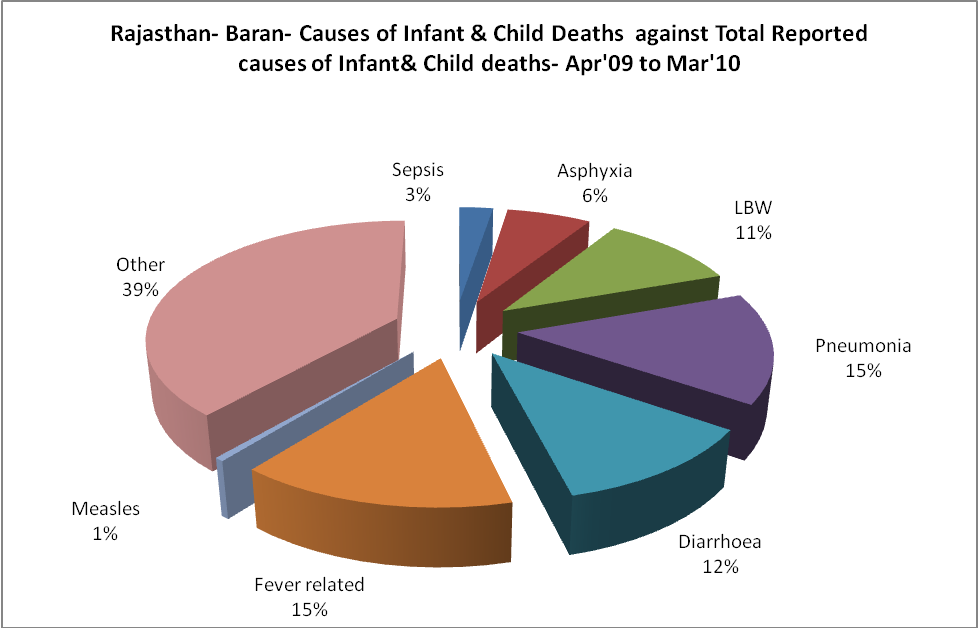 Rajasthan- Baran- Causes of Infant & Child Deaths against Total Reported
causes of Infant& Child deaths- Apr'09 to Mar'10
Sepsis
3%
Asphyxia
6%
LBW
11%
Pneumonia
15%
Diarrhoea
12%
Fever related
15%
Measles
1%
Other
39%